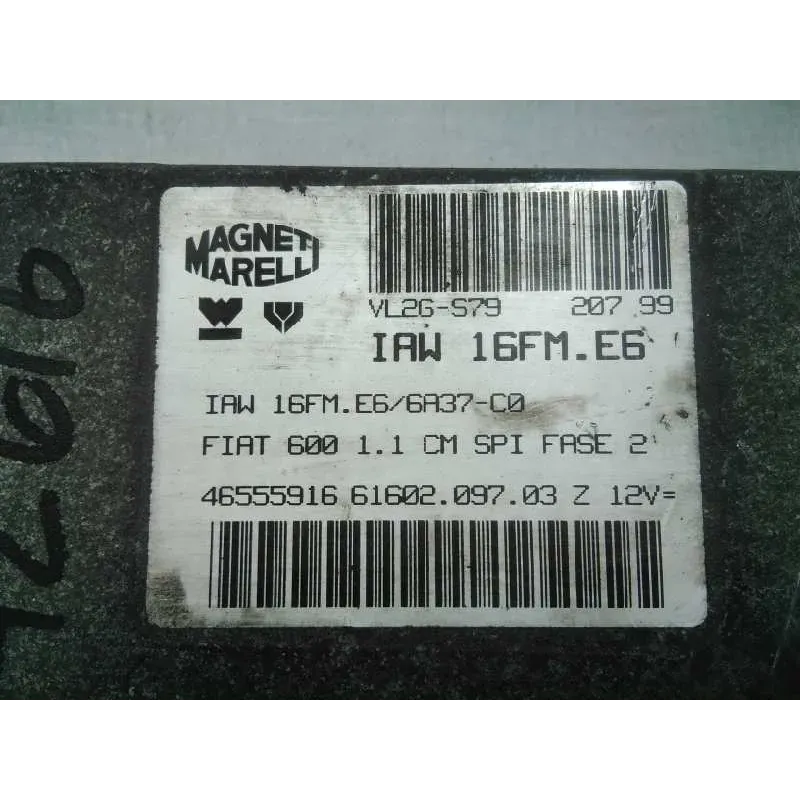 MAGNETI
MARELLI
VL26-S79 207 99
IAW 16FM.E6
IAW 16FM.E6/6A37-C0
FIAT 600 1.1 CM SPI FASE 2
46555916 61602.097.03 Z 12V=